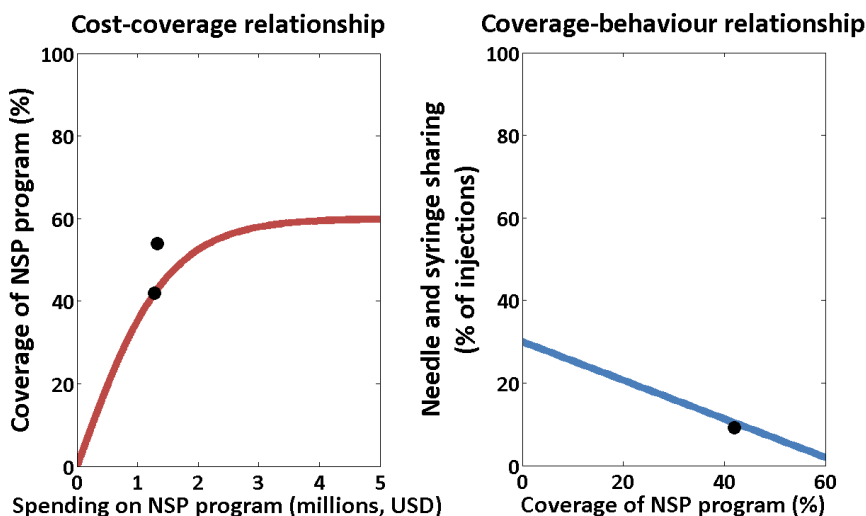 Cost-coverage relationship
Coverage of NSP program (%)
100
80
60
40
20
0
0 1 2 3 4 5
Spending on NSP program (millions, USD)
Coverage-behaviour relationship
Needle and syringe sharing
(% of injections)
100
80
60
40
20
0
0 20 40 60
Coverage of NSP program (%)